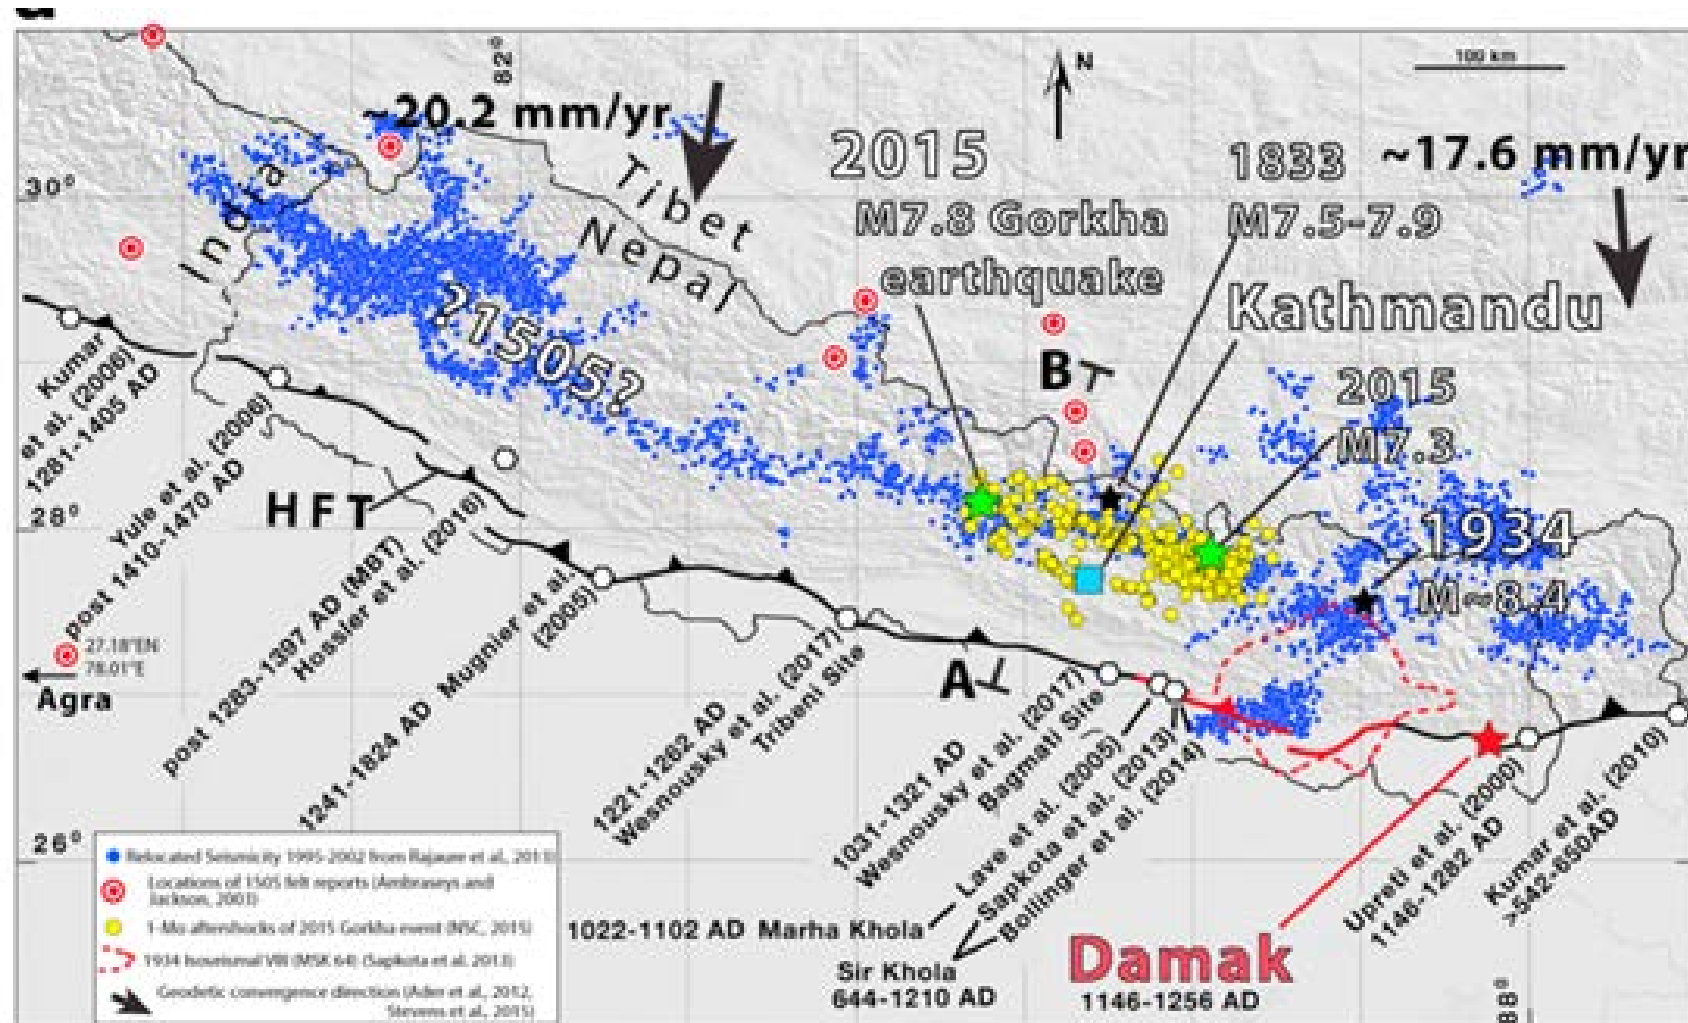 82°
N
100 km
~20.2 mm/yr
2015
M7.8 Gorkha
earthquake
1833
M7.5-7.9
~17.6 mm/yr
30°
India
Tibet
Nepal
Kathmandu
?1505?
B
2015
M7.3
Kumar
et al. (2006)
1281-1405 AD
Yule et al. (2006)
post 1410-1470 AD
HFT
28°
1934
M~8.4
post 1283-1397 AD (MBT)
Hossler et al. (2016)
27.18°EN
78.01°E
Agra
1241-1824 AD Mugnier et al.
(2005)
A
1221-1262 AD
Wesnousky et al. (2017)
Tribeni Site
1031-1321 AD
Wesnousky et al. (2017)
Bagmati Site
Lave et al. (2005)
Sapkota et al. (2013)
Bollinger et al. (2014)
Upreti et al. (2000)
1146-1282 AD
Kumar et al. (2010)
>542-650AD
26°
Relocated Seismicity 1995-2002 from Rajaure et al., 2013)
Locations of 1505 felt reports (Ambraseys and
Jackson, 2003)
1-Mo aftershocks of 2015 Gorkha event (NSC, 2015)
1934 Isoseismal VIII (MSK 64) (Sapkota et al. 2013)
Geodetic convergence direction (Ader et al., 2012,
Stevens et al., 2015)
1022-1102 AD Marha Khola
Sir Khola
644-1210 AD
Damak
1146-1256 AD
88°